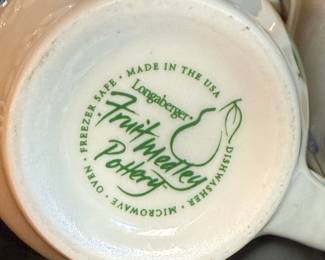 MADE IN THE USA · DISHWASHER · MICROWAVE · OVEN · FREEZER SAFE ·
Longaberger
Fruit Medley
Pottery